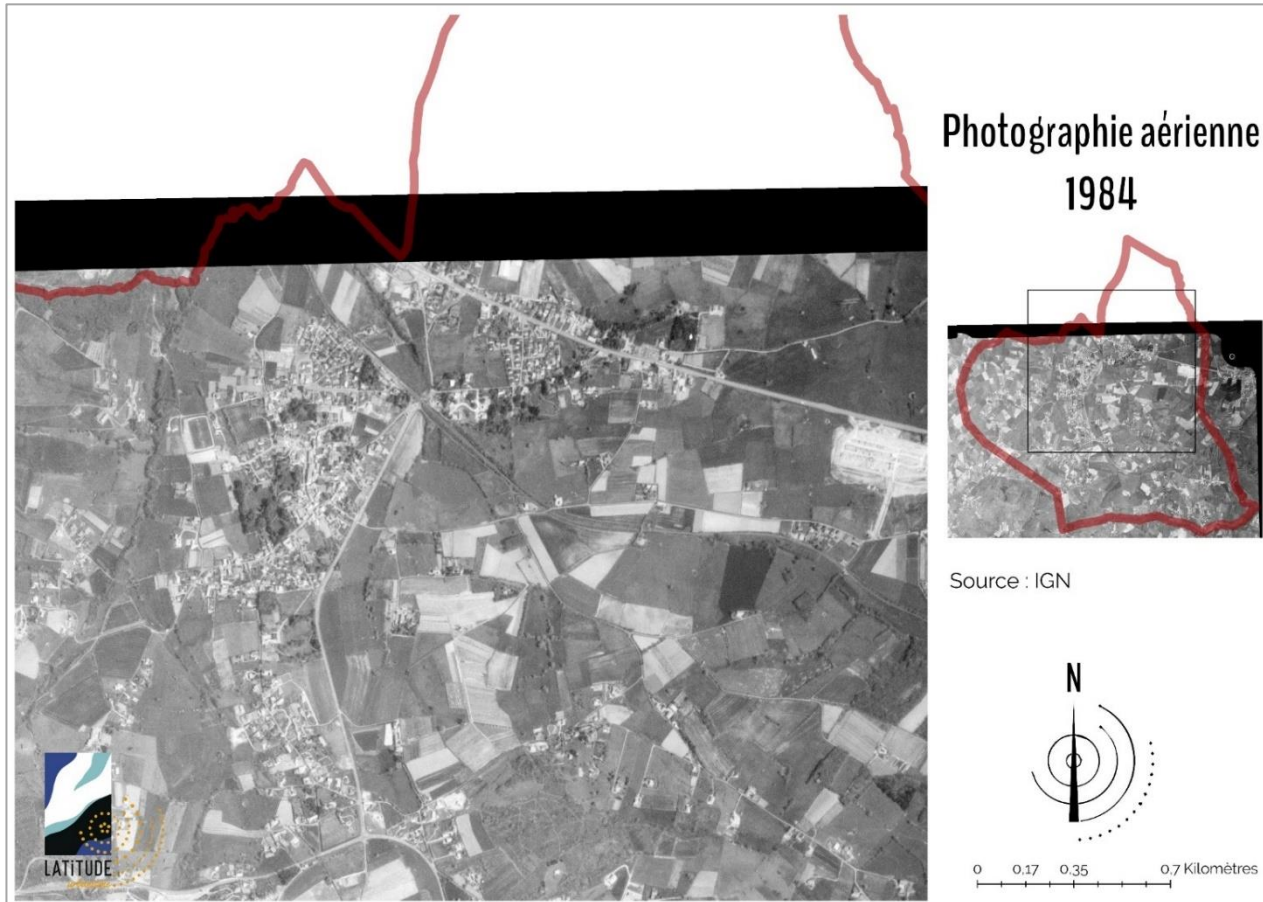 Photographie aérienne
1984
Source : IGN
N
0 0,17 0,35 0,7 Kilomètres
LATiTUDE